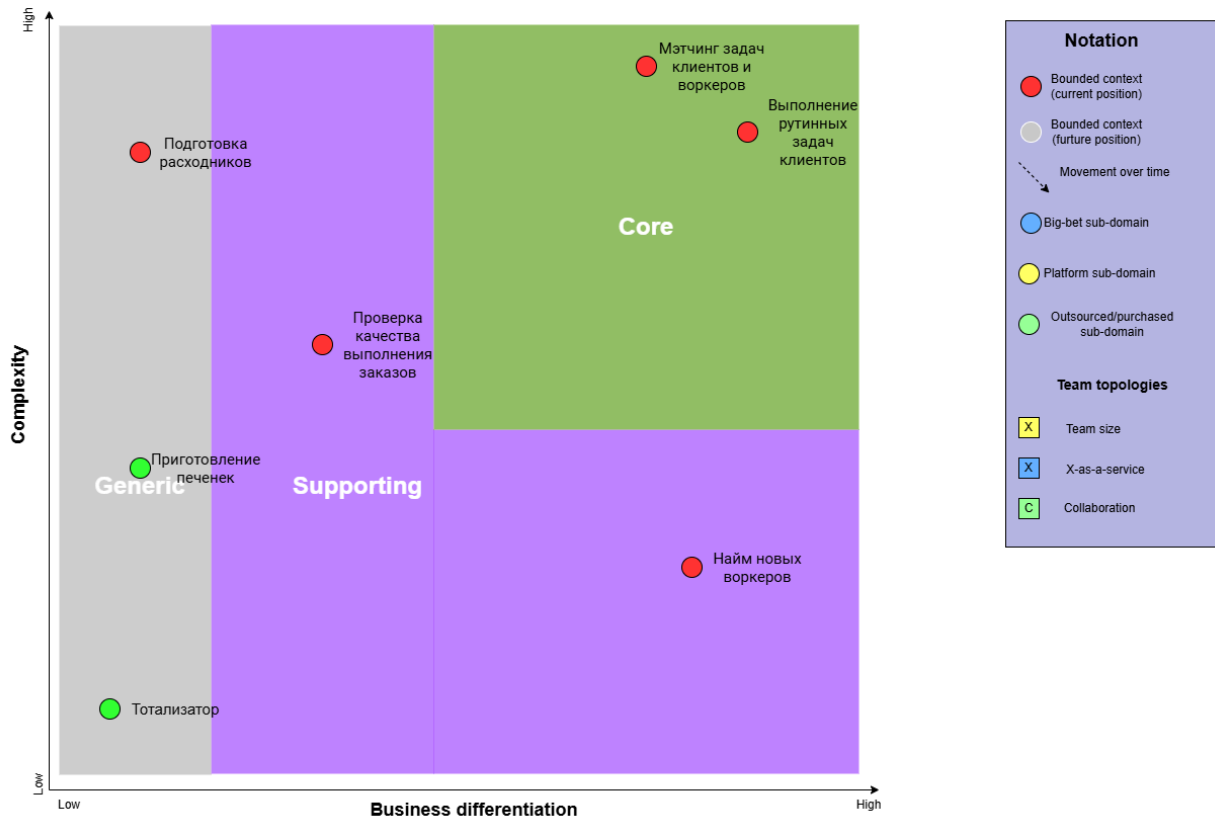 High
Мэтчинг задач
клиентов и
воркеров
Выполнение
рутинных
задач
клиентов
Подготовка
расходников
Core
Проверка
качества
выполнения
заказов
Complexity
Приготовление
печенек
Generic
Supporting
Найм новых
воркеров
Тотализатор
Low
Low
Business differentiation
High
Notation
Bounded context
(current position)
Bounded context
(furture position)
Movement over time
Big-bet sub-domain
Platform sub-domain
Outsourced/purchased
sub-domain
Team topologies
X Team size
X X-as-a-service
C Collaboration